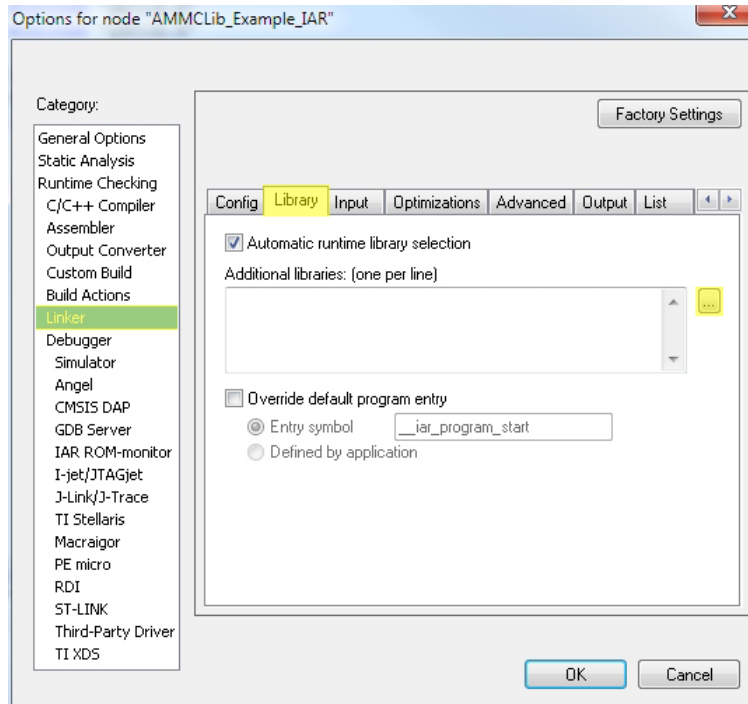 Options for node "AMMCLib_Example_IAR"
Category:
Factory Settings
General Options
Static Analysis
Runtime Checking
C/C++ Compiler
Assembler
Output Converter
Custom Build
Build Actions
Linker
Debugger
Simulator
Angel
CMSIS DAP
GDB Server
IAR ROM-monitor
I-jet/JTAGjet
J-Link/J-Trace
TI Stellaris
Macraigor
PE micro
RDI
ST-LINK
Third-Party Driver
TI XDS
Config Library Input Optimizations Advanced Output List
Automatic runtime library selection
Additional libraries: (one per line)
...
Override default program entry
Entry symbol __iar_program_start
Defined by application
OK Cancel